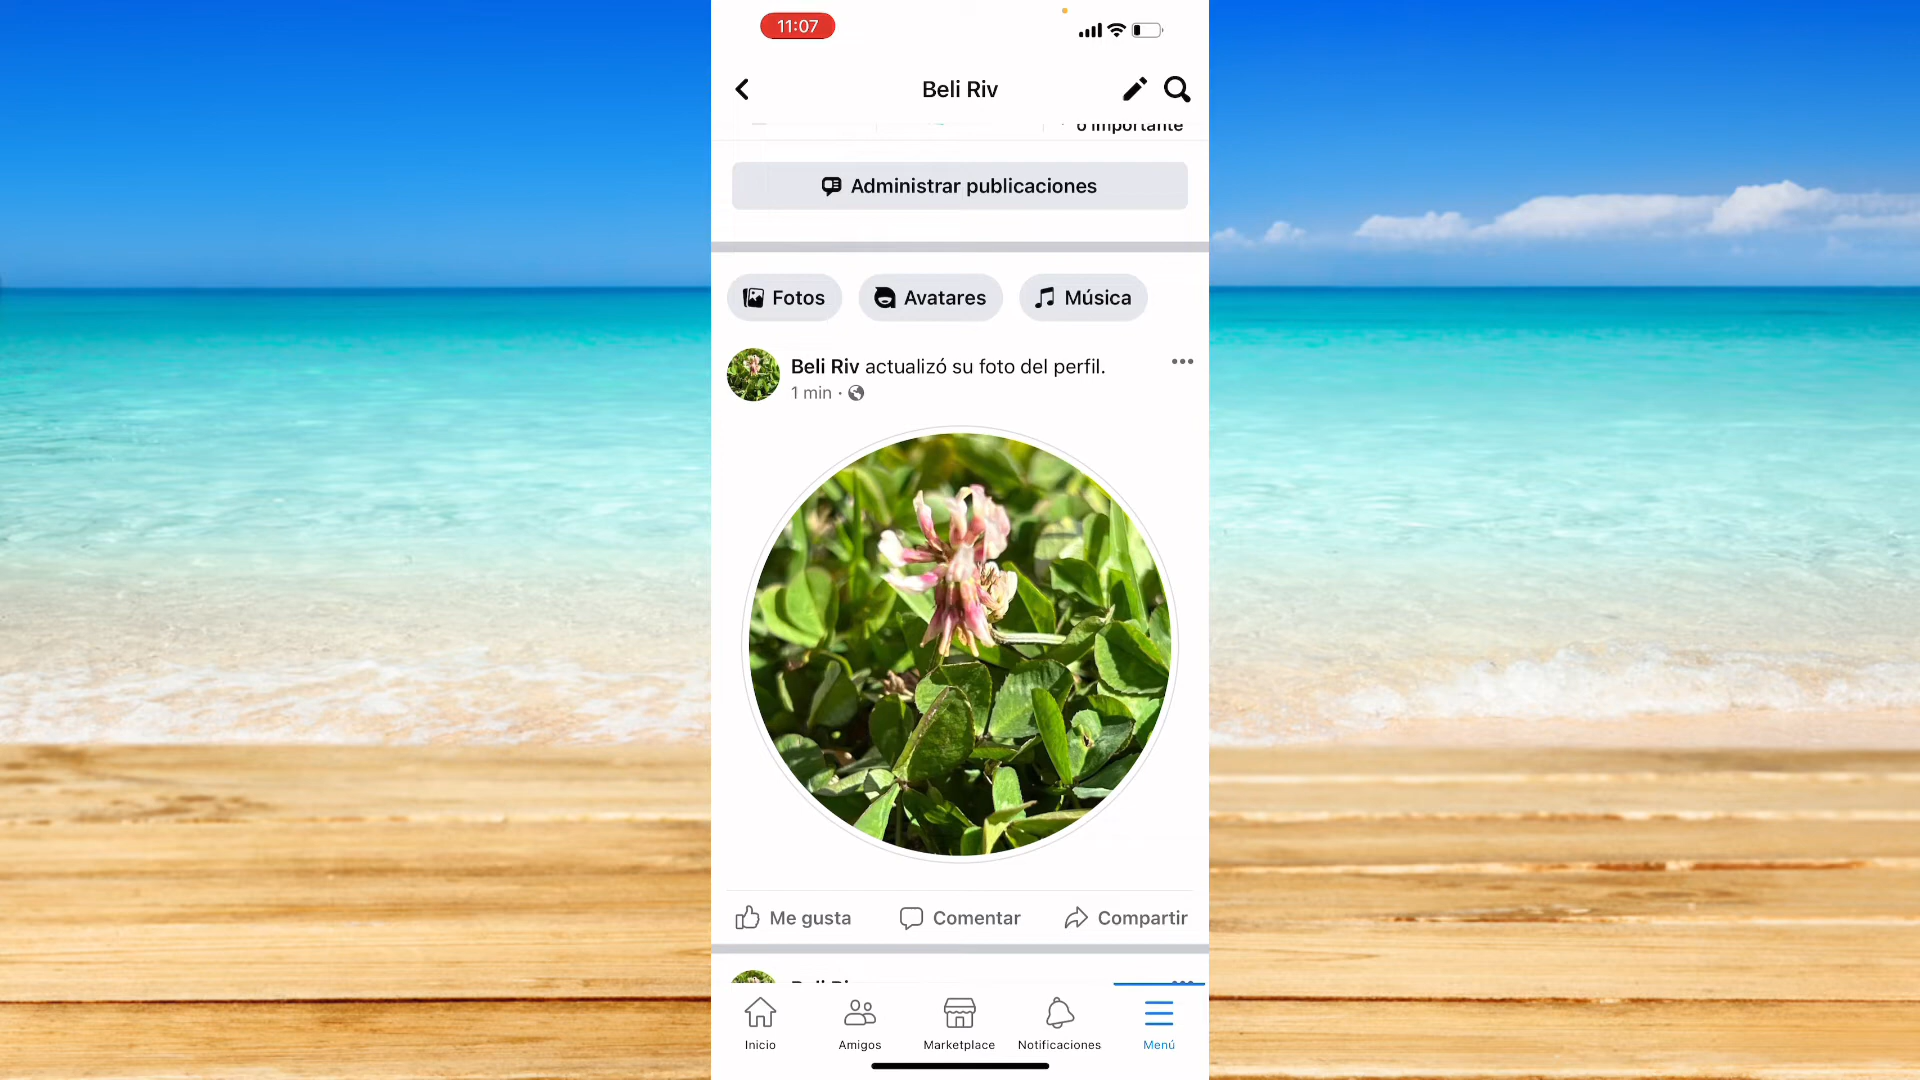 11:07
Beli Riv
o importante
Administrar publicaciones
Fotos
Avatares
Música
Beli Riv actualizó su foto del perfil.
1 min ·
Me gusta
Comentar
Compartir
Inicio
Amigos
Marketplace
Notificaciones
Menú